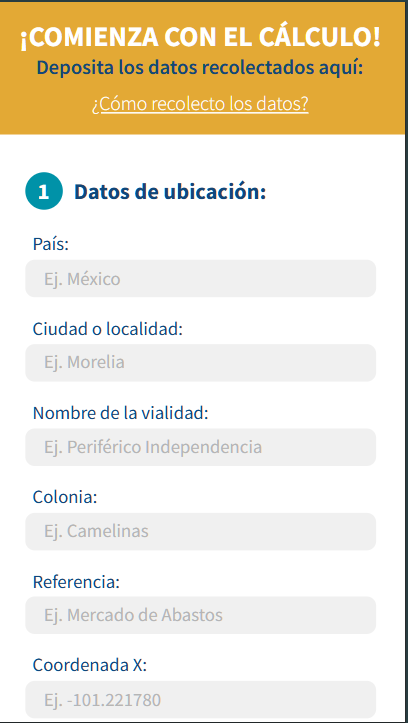 ¡COMIENZA CON EL CÁLCULO!
Deposita los datos recolectados aquí:
¿Cómo recolecto los datos?
1 Datos de ubicación:
País:
Ej. México
Ciudad o localidad:
Ej. Morelia
Nombre de la vialidad:
Ej. Periférico Independencia
Colonia:
Ej. Camelinas
Referencia:
Ej. Mercado de Abastos
Coordenada X:
Ej. -101.221780